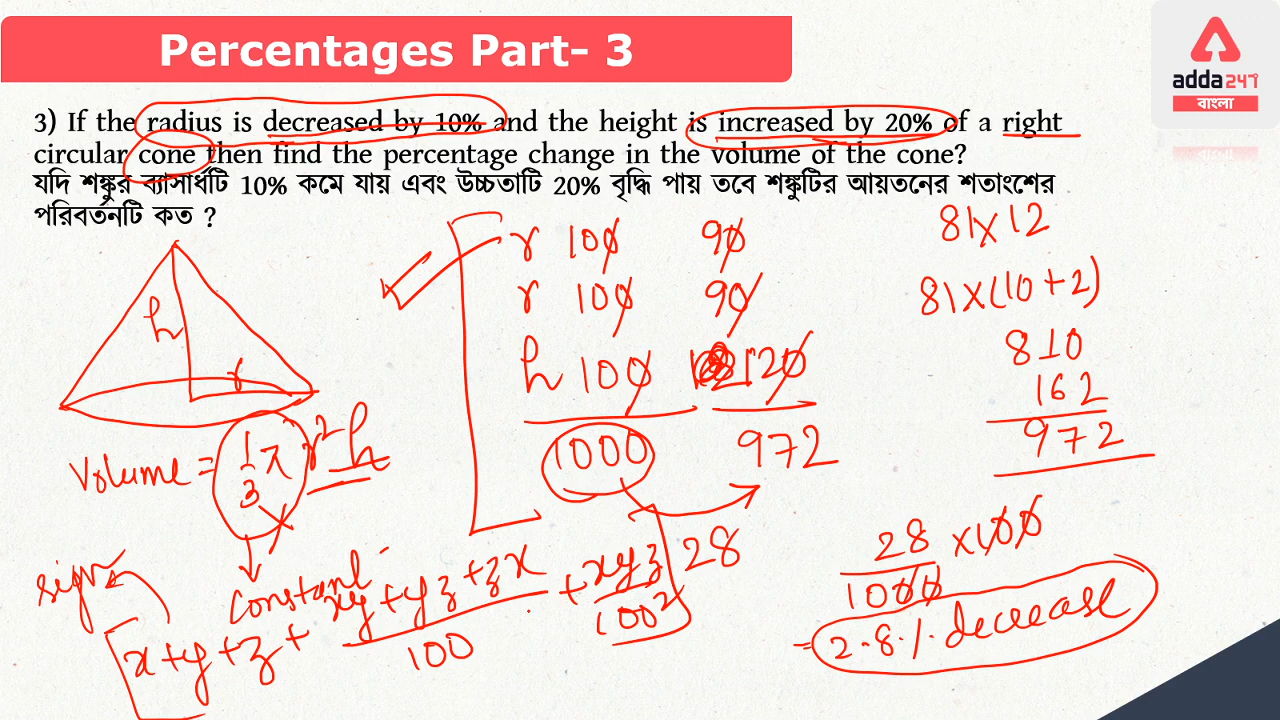 Percentages Part- 3
adda247
বাংলা
3) If the radius is decreased by 10% and the height is increased by 20% of a right
circular cone then find the percentage change in the volume of the cone?
যদি শঙ্কুর ব্যাসার্ধটি 10% কমে যায় এবং উচ্চতাটি 20% বৃদ্ধি পায় তবে শঙ্কুটির আয়তনের শতাংশের
পরিবর্তনটি কত ?
h
r
Volume = 1/3 π r² h
constant
r 100 90
r 100 90
h 100 120
1000 972
28
81×12
81×(10+2)
810
162
972
28/1000 ×100
= 2.8% decrease
sign
x+y+z+ xy+yz+zx/100 + xyz/100²